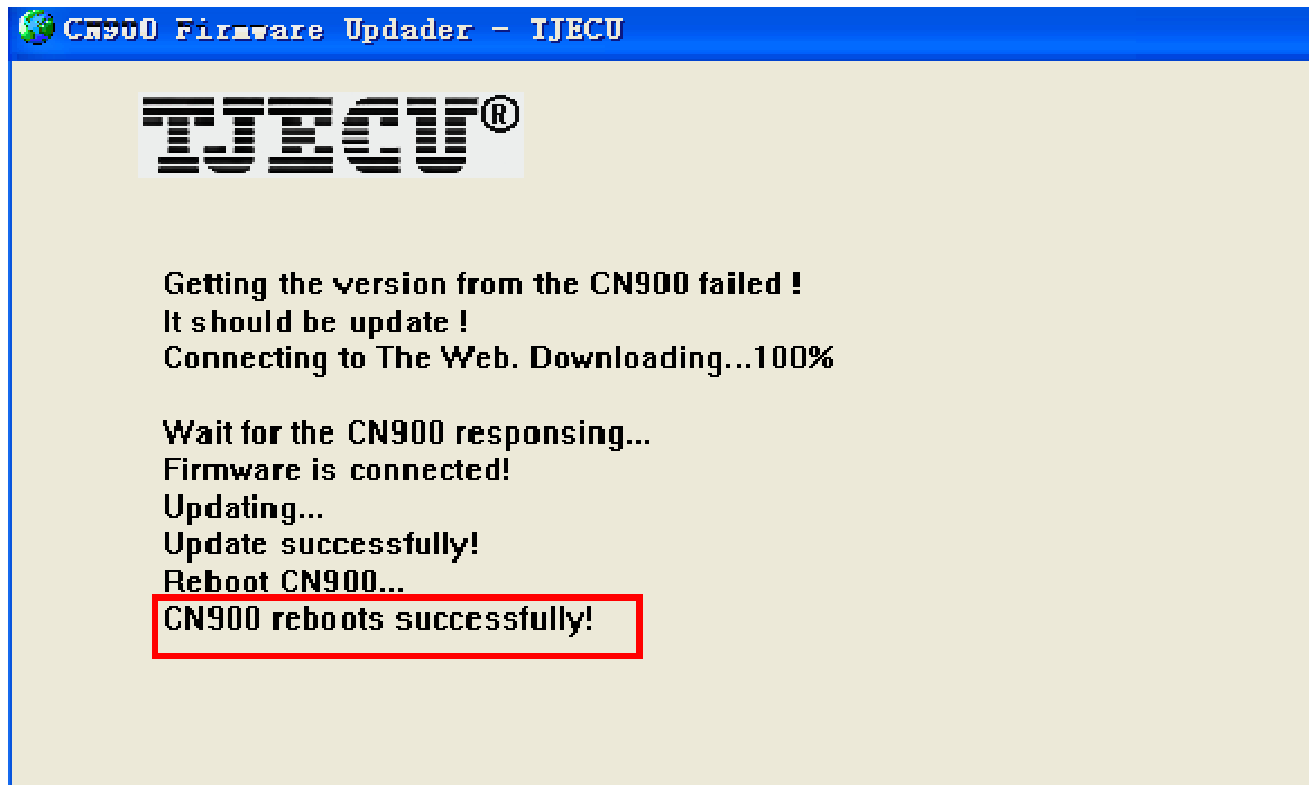 CN900 Firmware Updader - TJECU
TJECU®
Getting the version from the CN900 failed !
It should be update !
Connecting to The Web. Downloading...100%
Wait for the CN900 responsing...
Firmware is connected!
Updating...
Update successfully!
Reboot CN900...
CN900 reboots successfully!